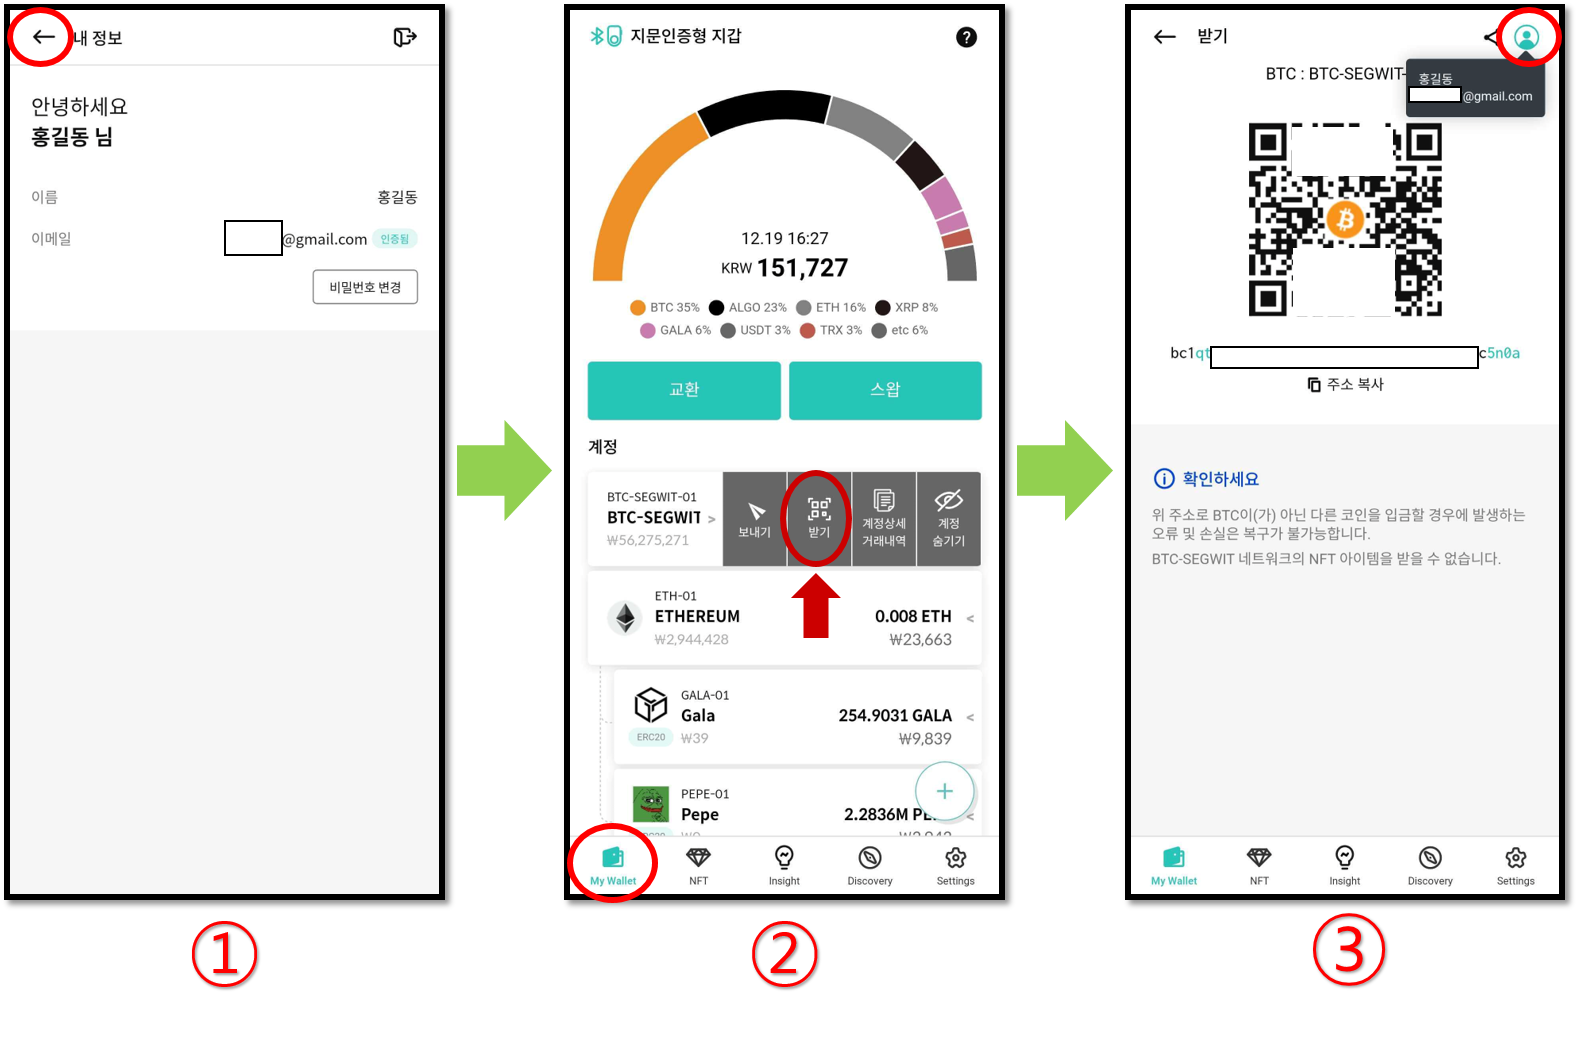 내 정보
안녕하세요
홍길동 님
이름 홍길동
이메일 @gmail.com 인증됨
비밀번호 변경
①
지문인증형 지갑 ?
12.19 16:27
KRW 151,727
BTC 35% ALGO 23% ETH 16% XRP 8%
GALA 6% USDT 3% TRX 3% etc 6%
교환 스왑
계정
BTC-SEGWIT-01
BTC-SEGWIT >
₩56,275,271
보내기
받기
계정상세
거래내역
계정
숨기기
ETH-01
ETHEREUM 0.008 ETH <
₩2,944,428 ₩23,663
GALA-01
Gala 254.9031 GALA <
ERC20 ₩39 ₩9,839
PEPE-01
Pepe 2.2836M PE <
+
My Wallet NFT Insight Discovery Settings
②
받기
홍길동
@gmail.com
BTC : BTC-SEGWIT-
bc1qt c5n0a
주소 복사
확인하세요
위 주소로 BTC이(가) 아닌 다른 코인을 입금할 경우에 발생하는
오류 및 손실은 복구가 불가능합니다.
BTC-SEGWIT 네트워크의 NFT 아이템을 받을 수 없습니다.
My Wallet NFT Insight Discovery Settings
③